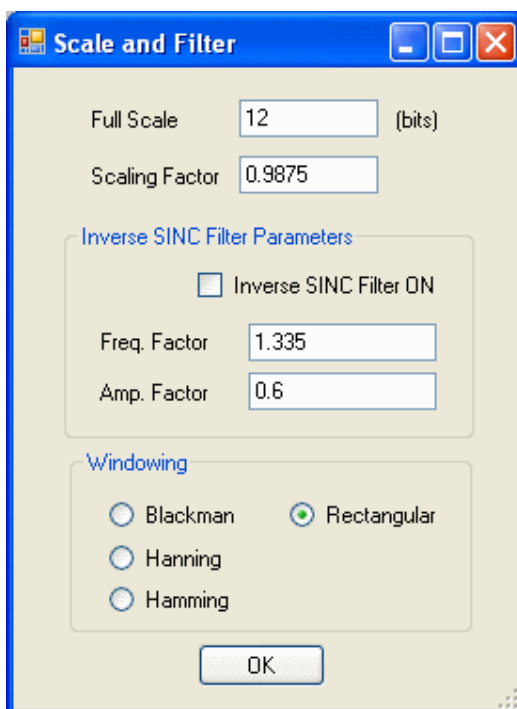 Scale and Filter
Full Scale 12 (bits)
Scaling Factor 0.9875
Inverse SINC Filter Parameters
Inverse SINC Filter ON
Freq. Factor 1.335
Amp. Factor 0.6
Windowing
Blackman Rectangular
Hanning
Hamming
OK